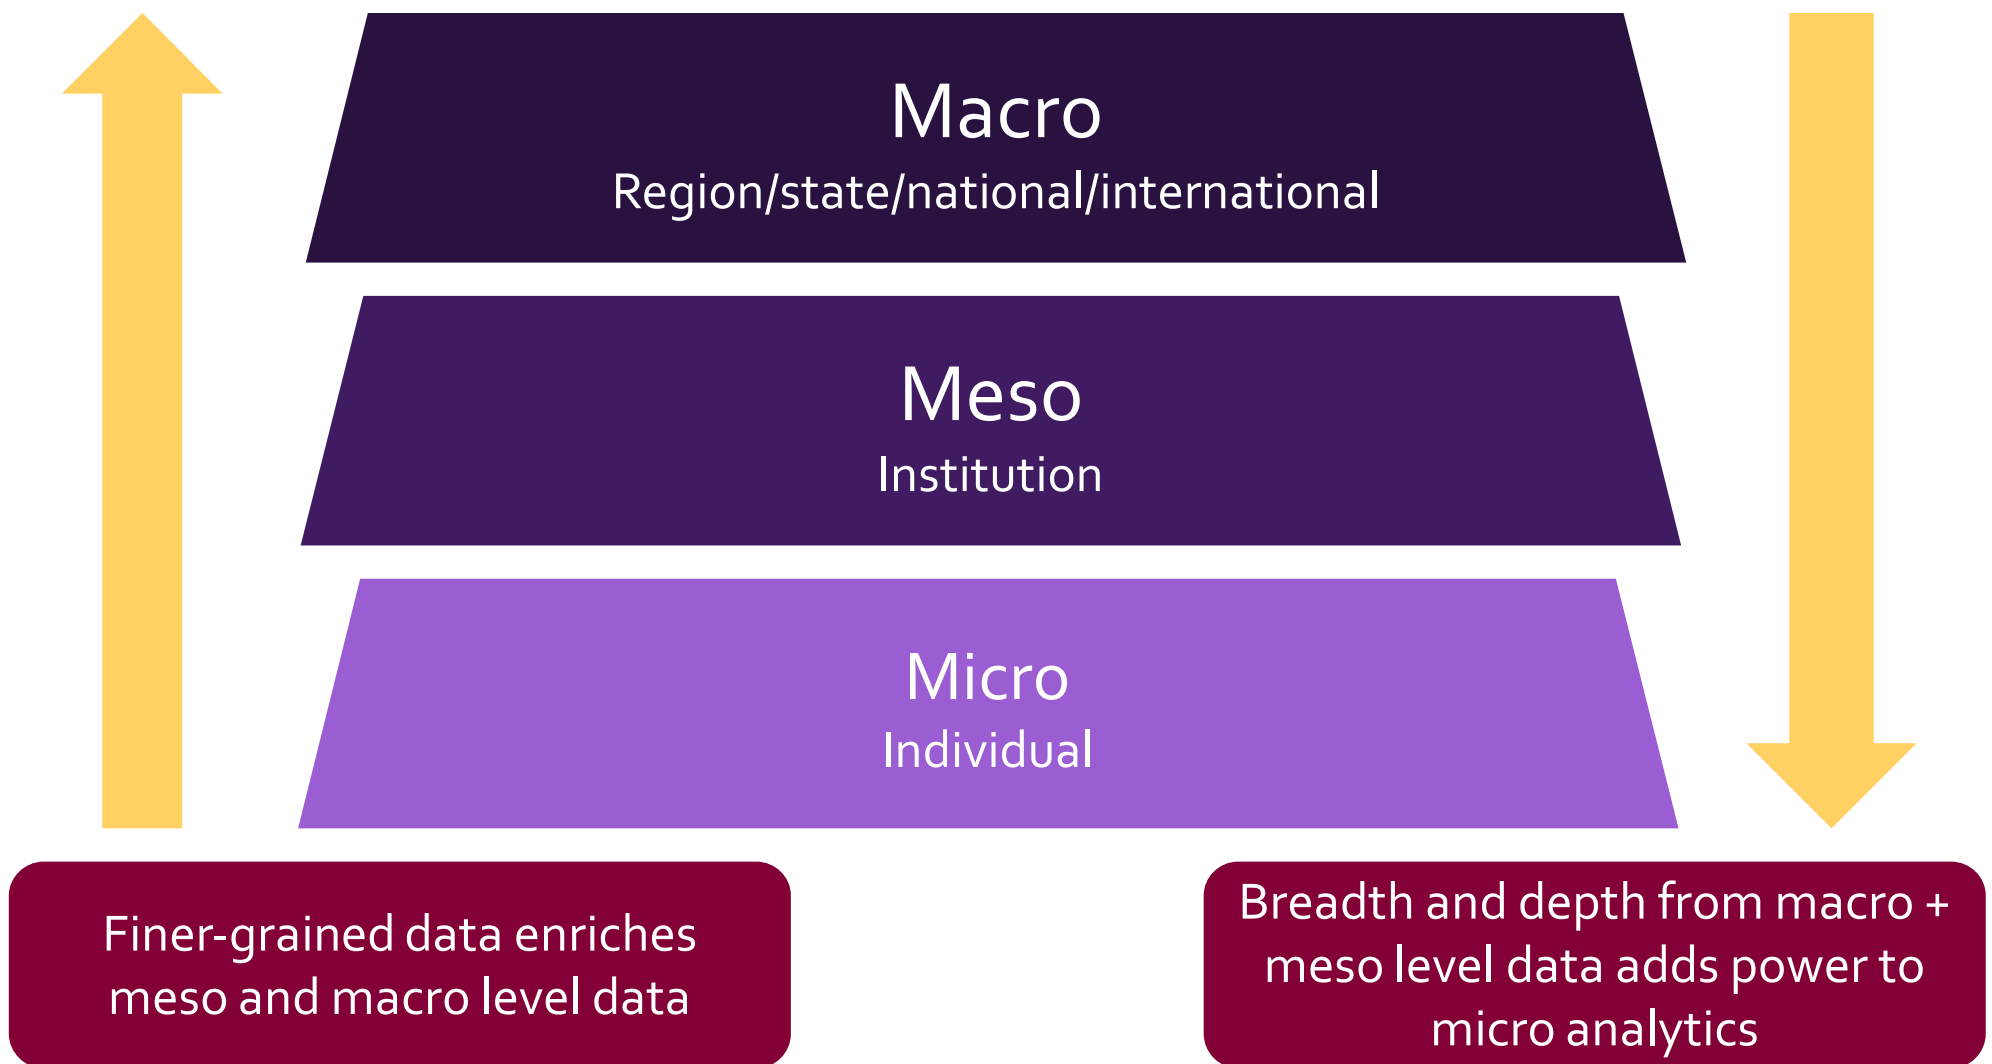 Macro
Region/state/national/international
Meso
Institution
Micro
Individual
Finer-grained data enriches
meso and macro level data
Breadth and depth from macro +
meso level data adds power to
micro analytics